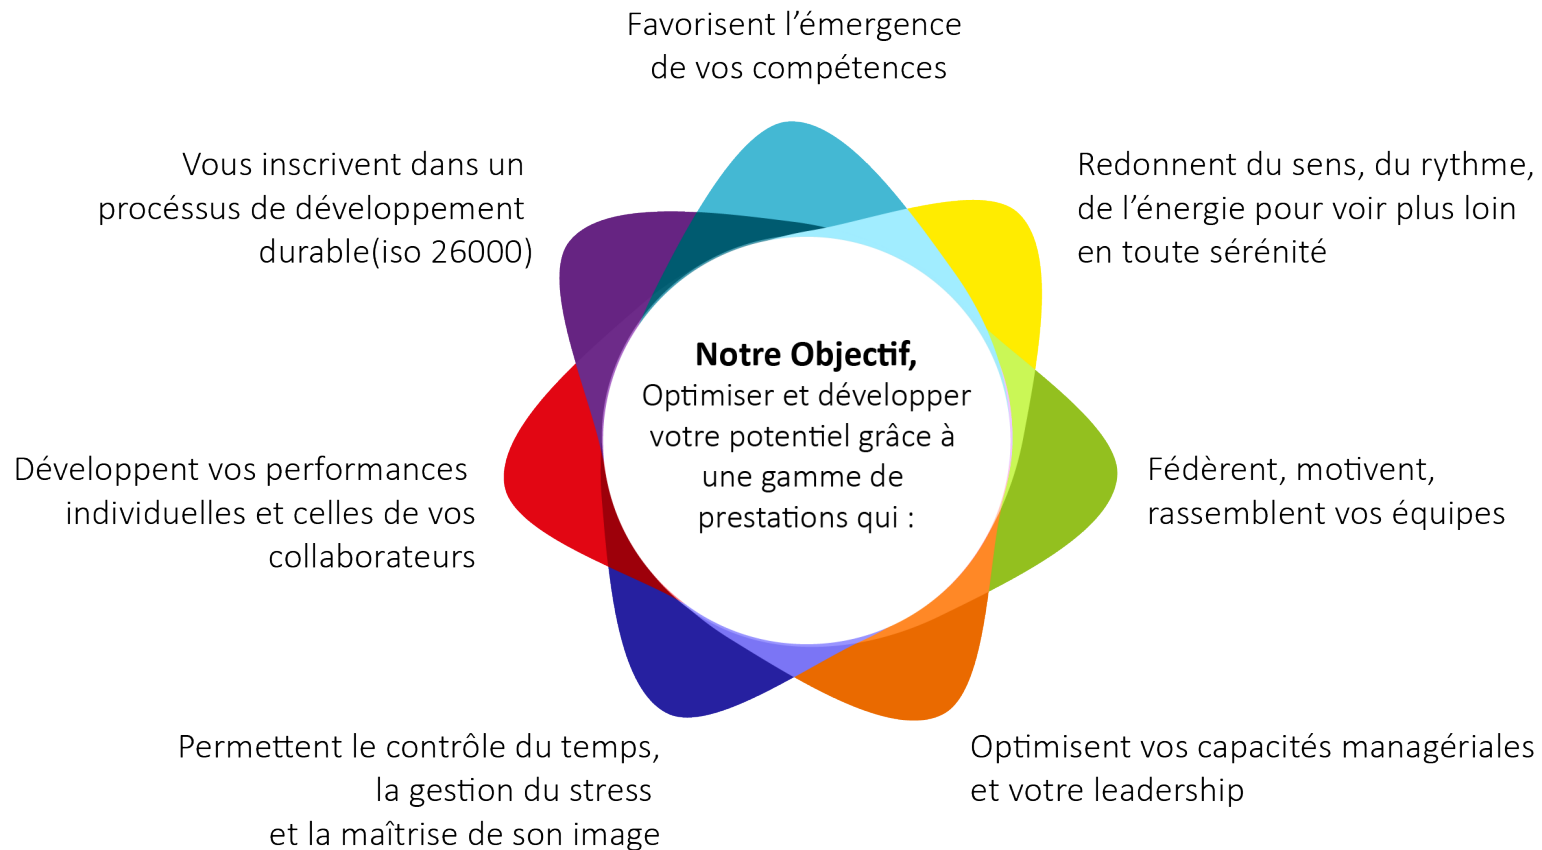 Favorisent l’émergence
de vos compétences
Vous inscrivent dans un
procéssus de développement
durable(iso 26000)
Redonnent du sens, du rythme,
de l’énergie pour voir plus loin
en toute sérénité
Notre Objectif,
Optimiser et développer
votre potentiel grâce à
une gamme de
prestations qui :
Développent vos performances
individuelles et celles de vos
collaborateurs
Fédèrent, motivent,
rassemblent vos équipes
Permettent le contrôle du temps,
la gestion du stress
et la maîtrise de son image
Optimisent vos capacités managériales
et votre leadership